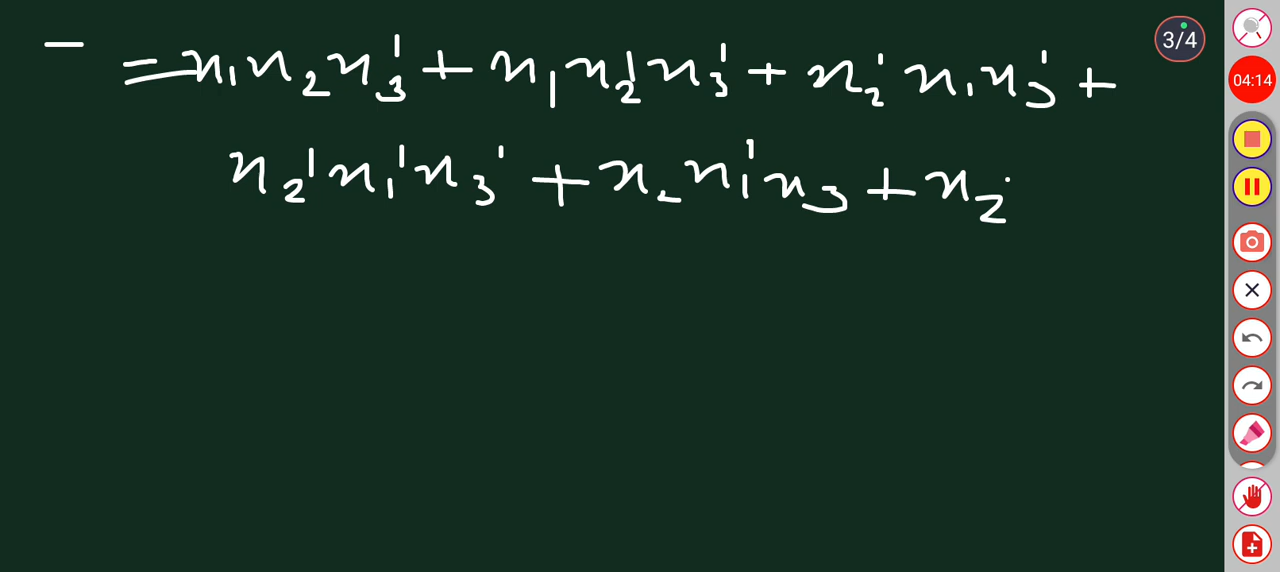 3/4
04:14
= x₁x₂x₃' + x₁x₂'x₃' + x₂'x₁x₃' +
x₂'x₁'x₃' + x₂x₁'x₃ + x₂